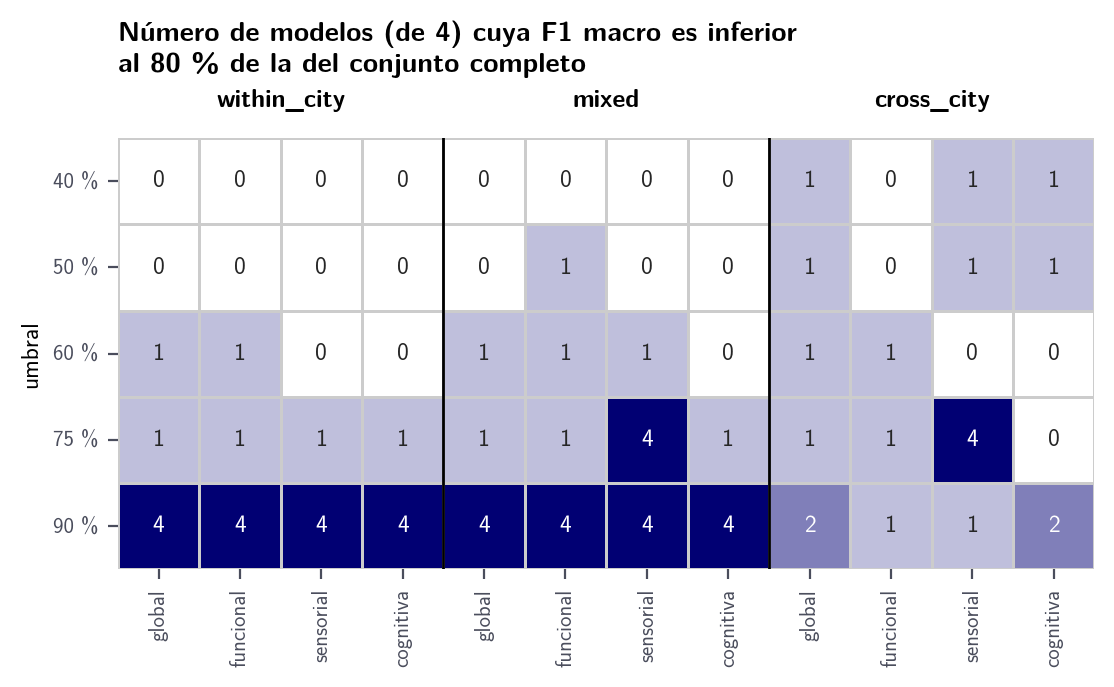 Número de modelos (de 4) cuya F1 macro es inferior
al 80 % de la del conjunto completo
within_city mixed cross_city
umbral
40 % 0 0 0 0 0 0 0 0 1 0 1 1
50 % 0 0 0 0 0 1 0 0 1 0 1 1
60 % 1 1 0 0 1 1 1 0 1 1 0 0
75 % 1 1 1 1 1 1 4 1 1 1 4 0
90 % 4 4 4 4 4 4 4 4 2 1 1 2
global funcional sensorial cognitiva global funcional sensorial cognitiva global funcional sensorial cognitiva